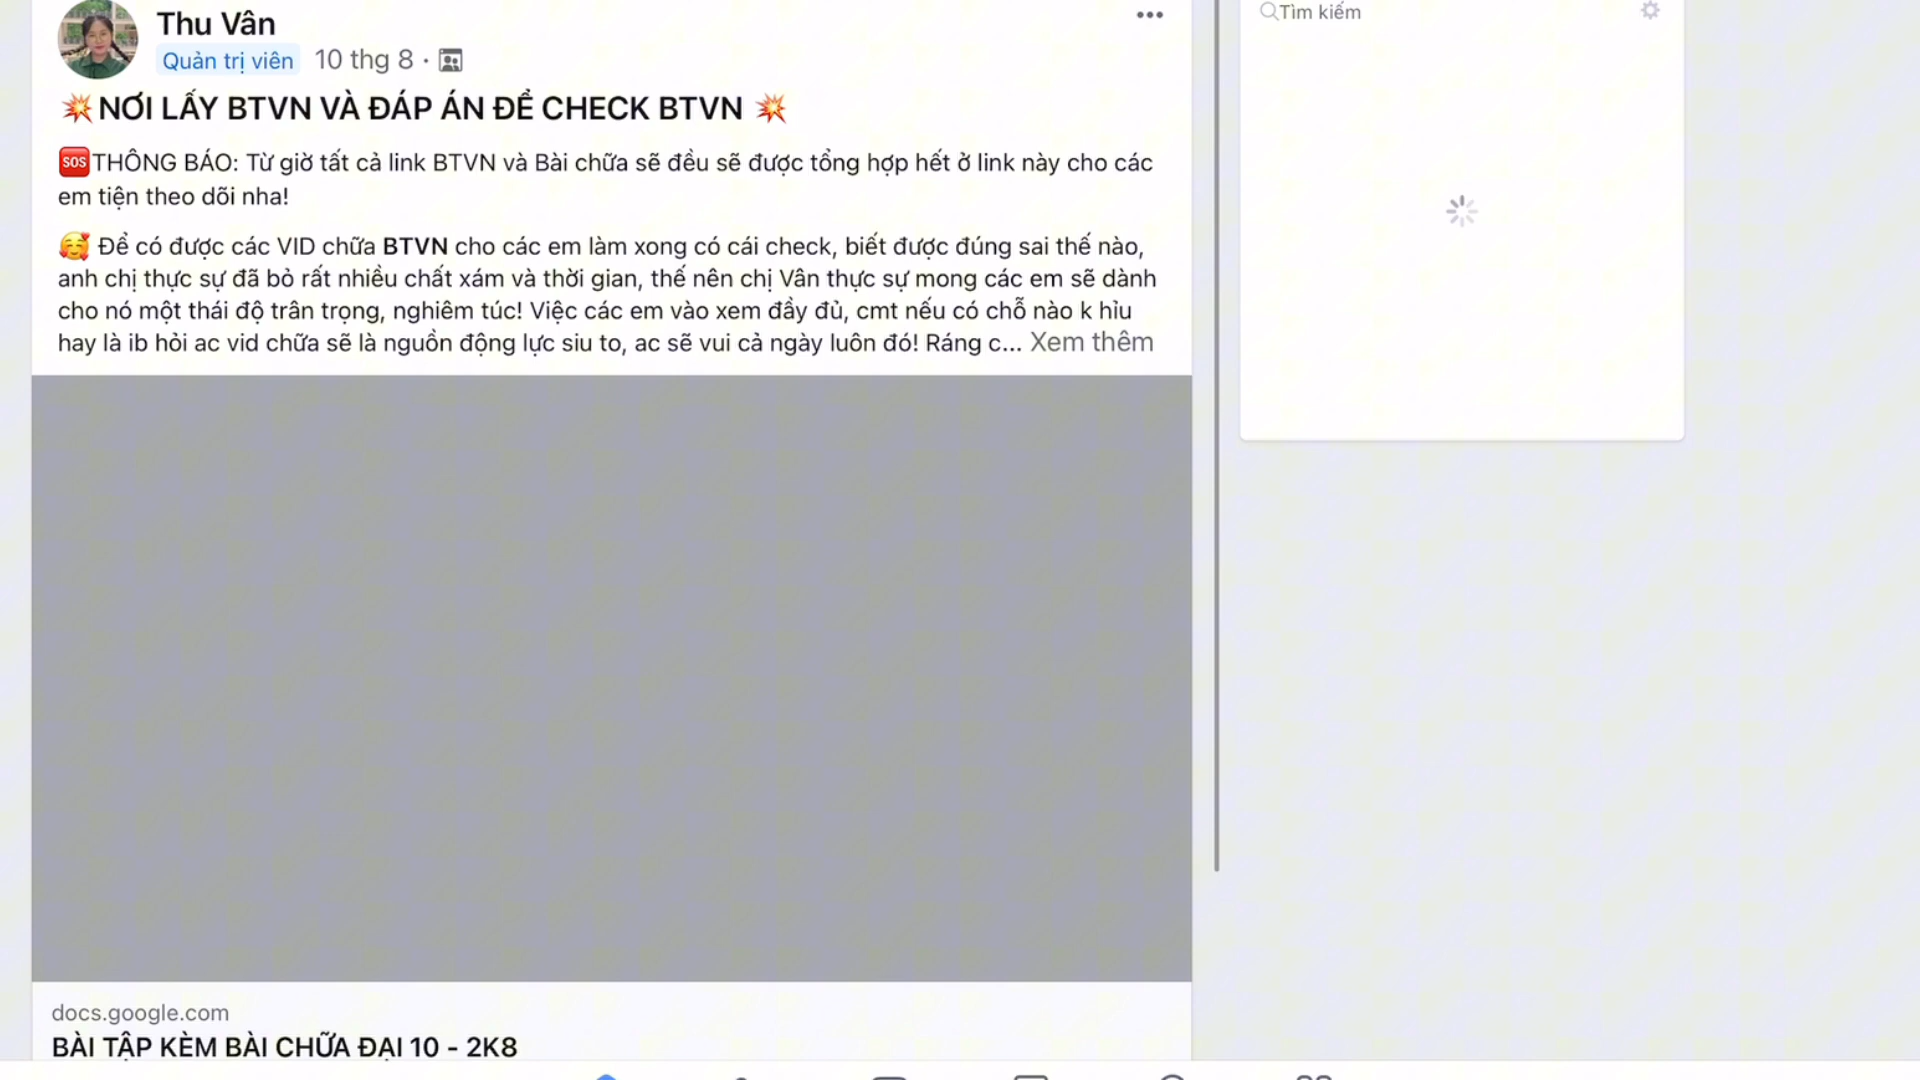 Thu Vân
Quản trị viên 10 thg 8 ·
💥NƠI LẤY BTVN VÀ ĐÁP ÁN ĐỂ CHECK BTVN 💥
🆘THÔNG BÁO: Từ giờ tất cả link BTVN và Bài chữa sẽ đều sẽ được tổng hợp hết ở link này cho các
em tiện theo dõi nha!
🥰 Để có được các VID chữa BTVN cho các em làm xong có cái check, biết được đúng sai thế nào,
anh chị thực sự đã bỏ rất nhiều chất xám và thời gian, thế nên chị Vân thực sự mong các em sẽ dành
cho nó một thái độ trân trọng, nghiêm túc! Việc các em vào xem đầy đủ, cmt nếu có chỗ nào k hỉu
hay là ib hỏi ac vid chữa sẽ là nguồn động lực siu to, ac sẽ vui cả ngày luôn đó! Ráng c... Xem thêm
docs.google.com
BÀI TẬP KÈM BÀI CHỮA ĐẠI 10 - 2K8
Tìm kiếm